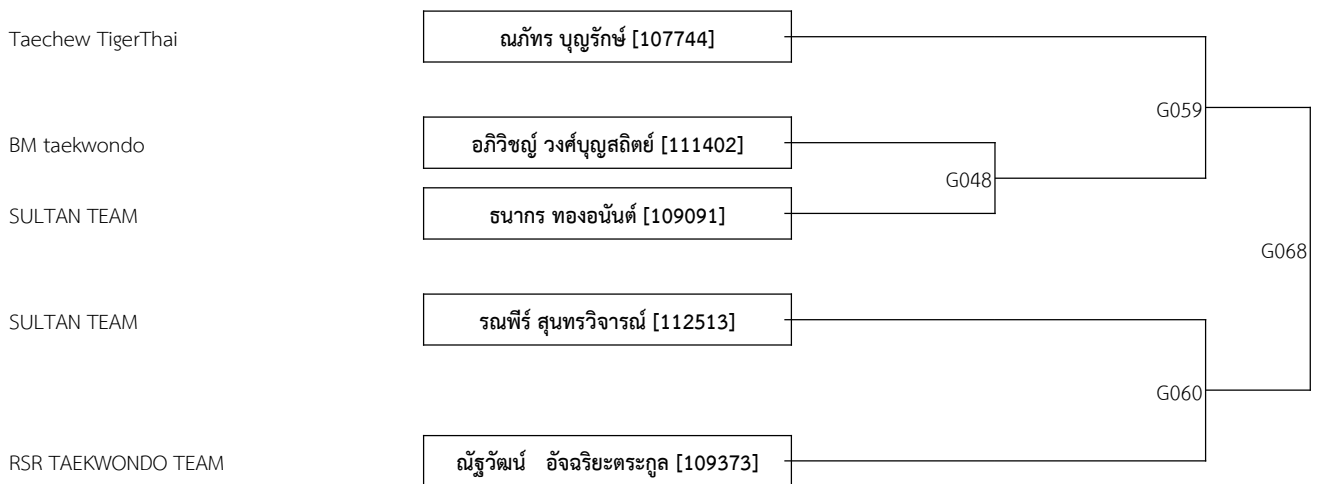 Taechew TigerThai
ณภัทร บุญรักษ์ [107744]
G059
BM taekwondo
อภิวิชญ์ วงศ์บุญสถิตย์ [111402]
G048
SULTAN TEAM
ธนากร ทองอนันต์ [109091]
G068
SULTAN TEAM
รณพีร์ สุนทรวิจารณ์ [112513]
G060
RSR TAEKWONDO TEAM
ณัฐวัฒน์ อัจฉริยะตระกูล [109373]